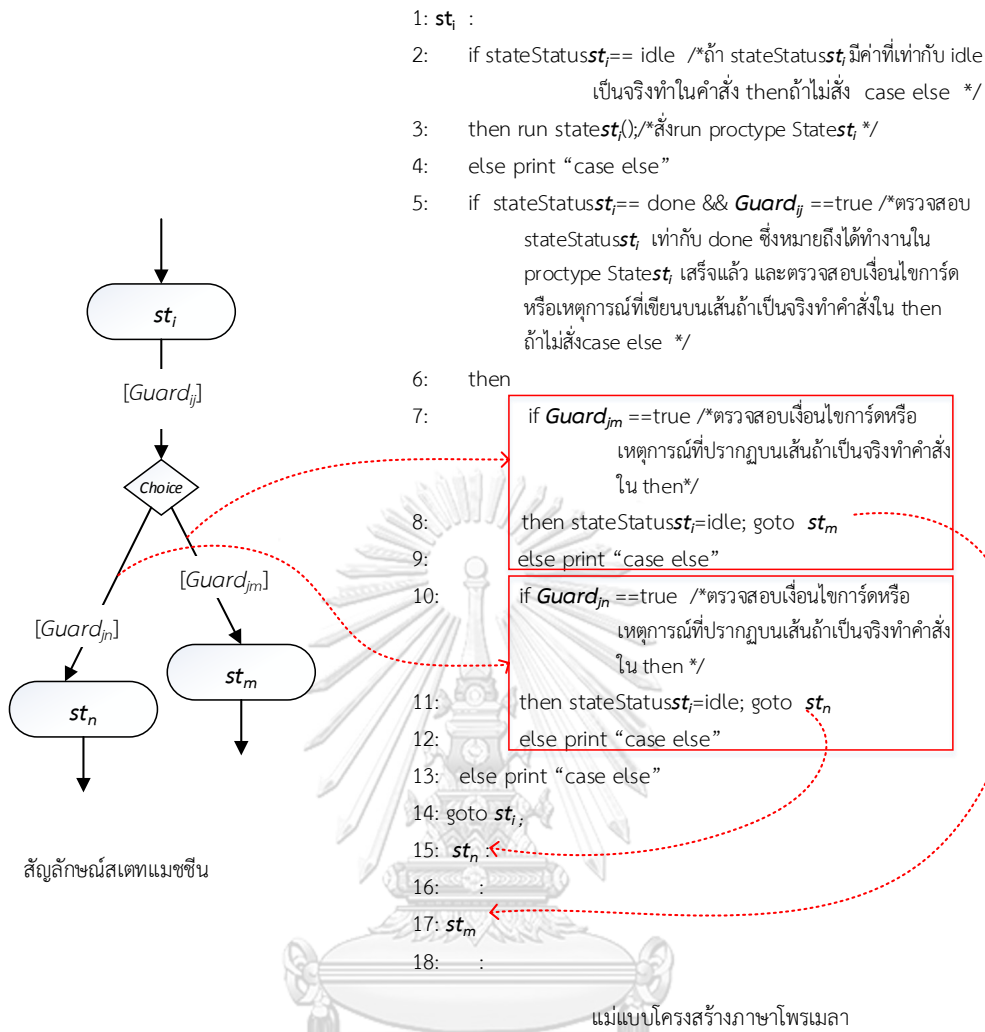 1: st_i :
2: if stateStatusst_i== idle /*ถ้า stateStatusst_i มีค่าที่เท่ากับ idle
เป็นจริงทำในคำสั่ง thenถ้าไม่สั่ง case else */
3: then run statest_i();/*สั่งrun proctype Statest_i */
4: else print “case else”
5: if stateStatusst_i== done && Guard_ij ==true /*ตรวจสอบ
stateStatusst_i เท่ากับ done ซึ่งหมายถึงได้ทำงานใน
proctype Statest_i เสร็จแล้ว และตรวจสอบเงื่อนไขการ์ด
หรือเหตุการณ์ที่เขียนบนเส้นถ้าเป็นจริงทำคำสั่งใน then
ถ้าไม่สั่งcase else */
6: then
7: if Guard_jm ==true /*ตรวจสอบเงื่อนไขการ์ดหรือ
เหตุการณ์ที่ปรากฏบนเส้นถ้าเป็นจริงทำคำสั่ง
ใน then*/
8: then stateStatusst_i=idle; goto st_m
9: else print “case else”
10: if Guard_jn ==true /*ตรวจสอบเงื่อนไขการ์ดหรือ
เหตุการณ์ที่ปรากฏบนเส้นถ้าเป็นจริงทำคำสั่ง
ใน then */
11: then stateStatusst_i=idle; goto st_n
12: else print “case else”
13: else print “case else”
14: goto st_i ;
15: st_n :
16: :
17: st_m
18: :
แม่แบบโครงสร้างภาษาโพรเมลา
st_i
[Guard_ij]
Choice
[Guard_jm]
[Guard_jn]
st_m
st_n
สัญลักษณ์สเตทแมชชีน